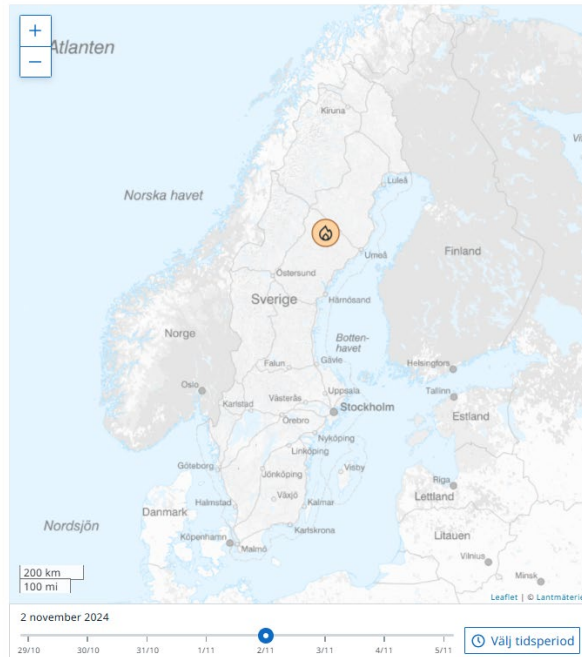 +
Atlanten
−
Kiruna
Luleå
Norska havet
Umeå
Finland
Östersund
Sverige
Härnösand
Norge
Botten-
havet
Falun
Gävle
Helsingfors
Oslo
Uppsala
Tallinn
Karlstad
Västerås
Stockholm
Örebro
Estland
Nyköping
Linköping
Göteborg
Jönköping
Visby
Riga
Lettland
Växjö
Halmstad
Kalmar
Danmark
Nordsjön
Karlskrona
Köpenhamn
Malmö
Litauen
Vilnius
200 km
Minsk
100 mi
Leaflet | © Lantmäterie
2 november 2024
29/10 30/10 31/10 1/11 2/11 3/11 4/11 5/11
Välj tidsperiod